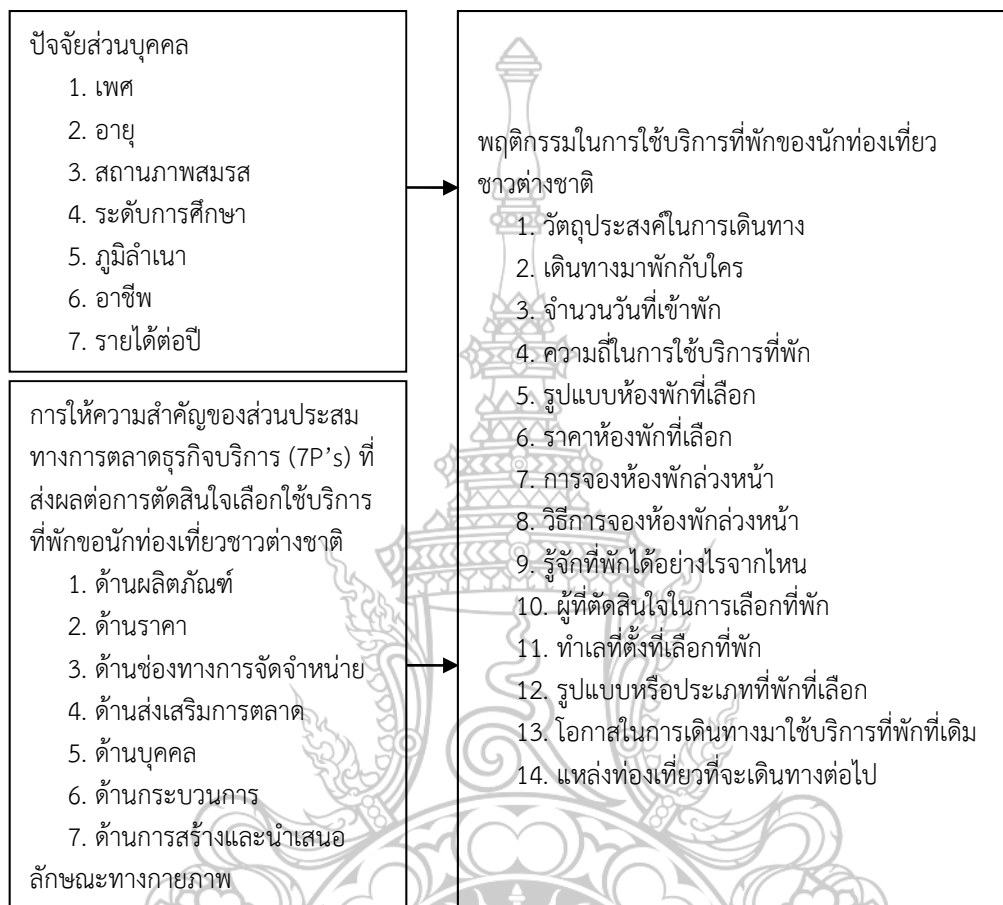 ปัจจัยส่วนบุคคล
1. เพศ
2. อายุ
3. สถานภาพสมรส
4. ระดับการศึกษา
5. ภูมิลำเนา
6. อาชีพ
7. รายได้ต่อปี
การให้ความสำคัญของส่วนประสม
ทางการตลาดธุรกิจบริการ (7P’s) ที่
ส่งผลต่อการตัดสินใจเลือกใช้บริการ
ที่พักขอนักท่องเที่ยวชาวต่างชาติ
1. ด้านผลิตภัณฑ์
2. ด้านราคา
3. ด้านช่องทางการจัดจำหน่าย
4. ด้านส่งเสริมการตลาด
5. ด้านบุคคล
6. ด้านกระบวนการ
7. ด้านการสร้างและนำเสนอ
ลักษณะทางกายภาพ
พฤติกรรมในการใช้บริการที่พักของนักท่องเที่ยว
ชาวต่างชาติ
1. วัตถุประสงค์ในการเดินทาง
2. เดินทางมาพักกับใคร
3. จำนวนวันที่เข้าพัก
4. ความถี่ในการใช้บริการที่พัก
5. รูปแบบห้องพักที่เลือก
6. ราคาห้องพักที่เลือก
7. การจองห้องพักล่วงหน้า
8. วิธีการจองห้องพักล่วงหน้า
9. รู้จักที่พักได้อย่างไรจากไหน
10. ผู้ที่ตัดสินใจในการเลือกที่พัก
11. ทำเลที่ตั้งที่เลือกที่พัก
12. รูปแบบหรือประเภทที่พักที่เลือก
13. โอกาสในการเดินทางมาใช้บริการที่พักที่เดิม
14. แหล่งท่องเที่ยวที่จะเดินทางต่อไป